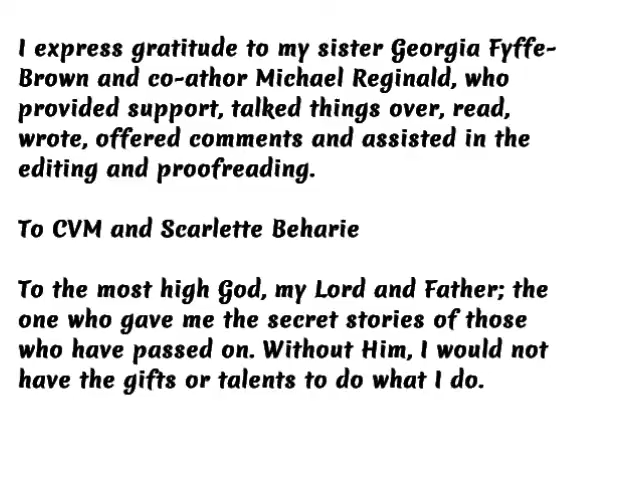 I express gratitude to my sister Georgia Fyffe-
Brown and co-athor Michael Reginald, who
provided support, talked things over, read,
wrote, offered comments and assisted in the
editing and proofreading.
To CVM and Scarlette Beharie
To the most high God, my Lord and Father; the
one who gave me the secret stories of those
who have passed on. Without Him, I would not
have the gifts or talents to do what I do.